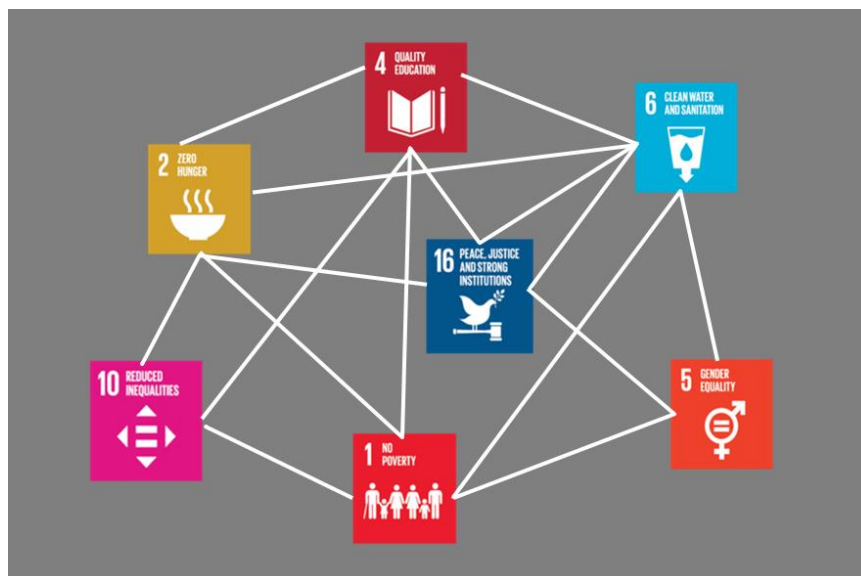 4 QUALITY
EDUCATION
6 CLEAN WATER
AND SANITATION
2 ZERO
HUNGER
16 PEACE, JUSTICE
AND STRONG
INSTITUTIONS
10 REDUCED
INEQUALITIES
5 GENDER
EQUALITY
1 NO
POVERTY